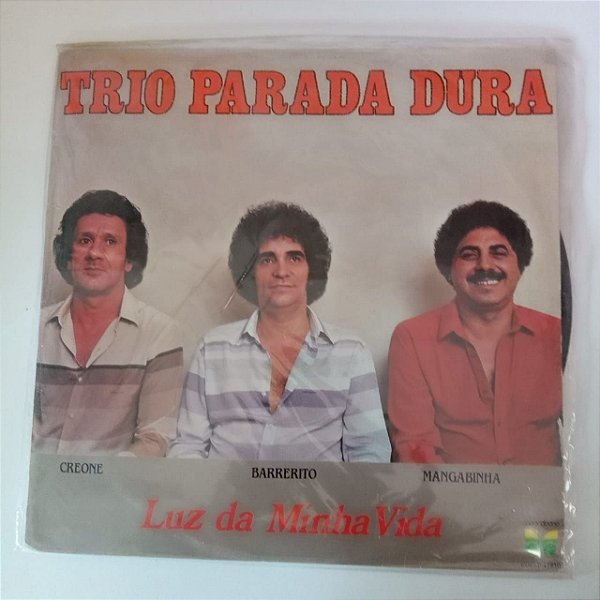 TRIO PARADA DURA
CREONE
BARRERITO
MANGABINHA
Luz da Minha Vida